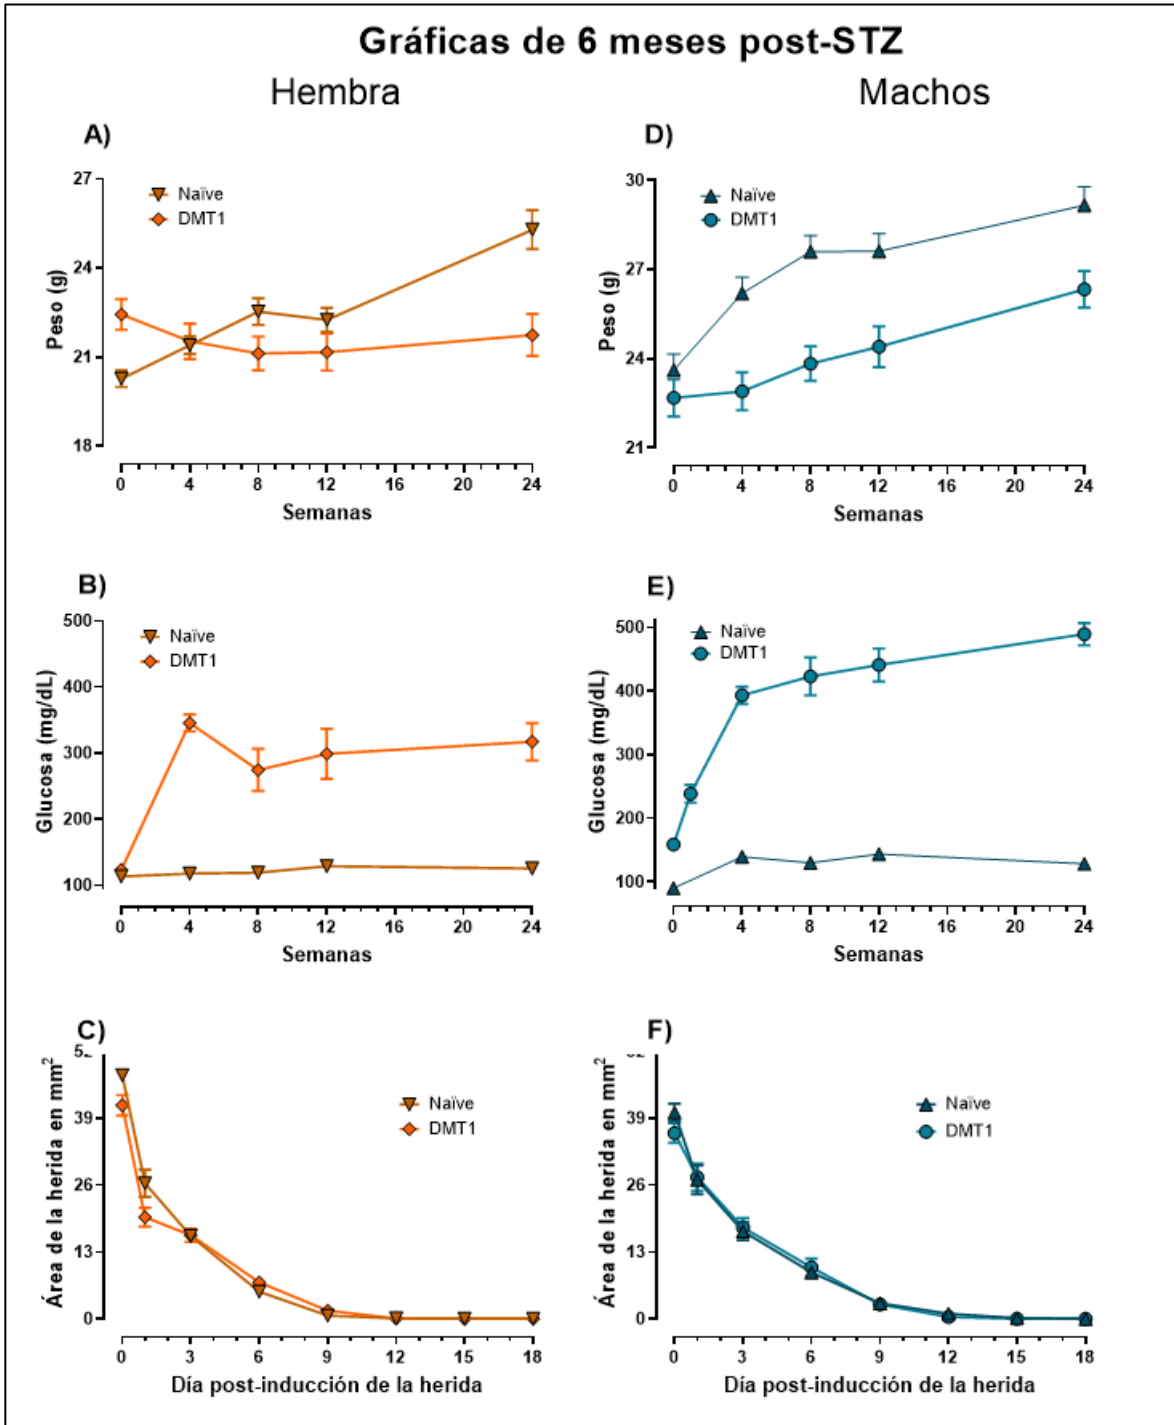 Gráficas de 6 meses post-STZ
Hembra
Machos
A)
27
24
21
18
Peso (g)
Naïve
DMT1
0 4 8 12 16 20 24
Semanas
D)
30
27
24
21
Peso (g)
Naïve
DMT1
0 4 8 12 16 20 24
Semanas
B)
500
400
300
200
100
Glucosa (mg/dL)
Naïve
DMT1
0 4 8 12 16 20 24
Semanas
E)
500
400
300
200
100
Glucosa (mg/dL)
Naïve
DMT1
0 4 8 12 16 20 24
Semanas
C)
52
39
26
13
0
Área de la herida en mm²
Naïve
DMT1
0 3 6 9 12 15 18
Día post-inducción de la herida
F)
39
26
13
0
Área de la herida en mm²
Naïve
DMT1
0 3 6 9 12 15 18
Día post-inducción de la herida